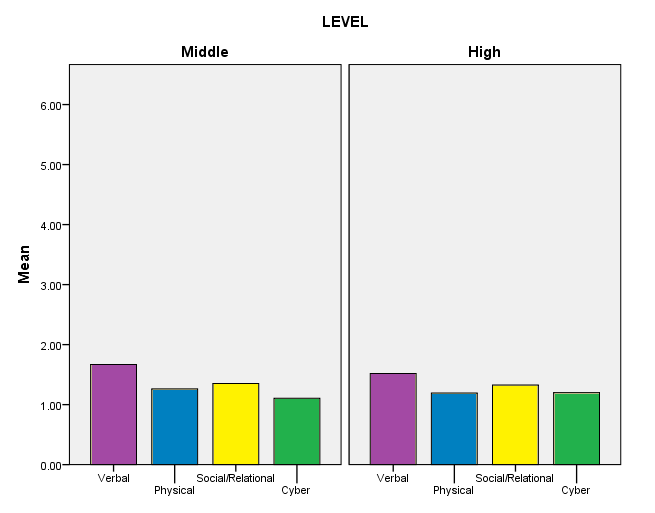 LEVEL
Middle
High
Mean
6.00
5.00
4.00
3.00
2.00
1.00
0.00
Verbal
Physical
Social/Relational
Cyber
Verbal
Physical
Social/Relational
Cyber